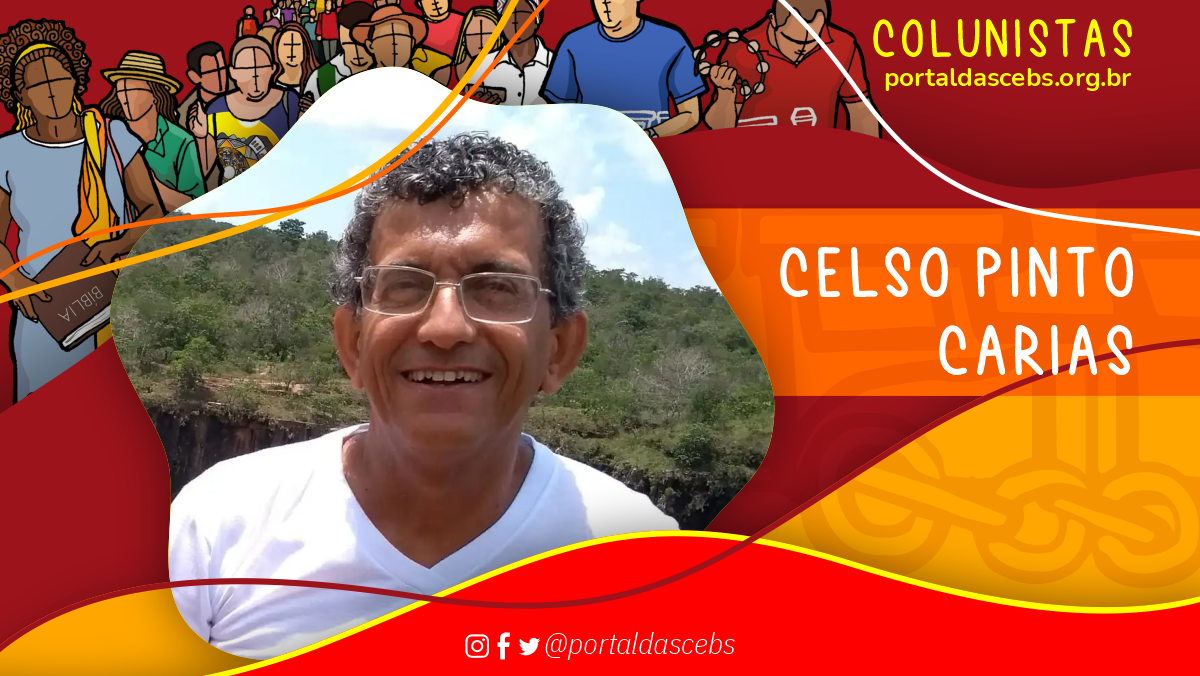 COLUNISTAS
portaldascebs.org.br
CELSO PINTO
CARIAS
BÍBLIA
@portaldascebs